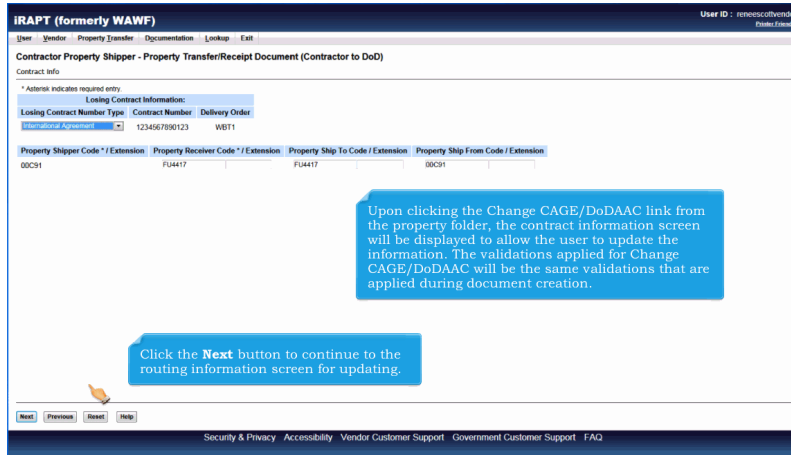 iRAPT (formerly WAWF)
User ID : reneescottvend
Printer Frien
User Vendor Property Transfer Documentation Lookup Exit
Contractor Property Shipper - Property Transfer/Receipt Document (Contractor to DoD)
Contract Info
* Asterisk indicates required entry.
Losing Contract Information:
Losing Contract Number Type Contract Number Delivery Order
International Agreement 1234567890123 WBT1
Property Shipper Code * / Extension Property Receiver Code * / Extension Property Ship To Code / Extension Property Ship From Code / Extension
00C91 FU4417 FU4417 00C91
Upon clicking the Change CAGE/DoDAAC link from
the property folder, the contract information screen
will be displayed to allow the user to update the
information. The validations applied for Change
CAGE/DoDAAC will be the same validations that are
applied during document creation.
Click the Next button to continue to the
routing information screen for updating.
Next Previous Reset Help
Security & Privacy Accessibility Vendor Customer Support Government Customer Support FAQ